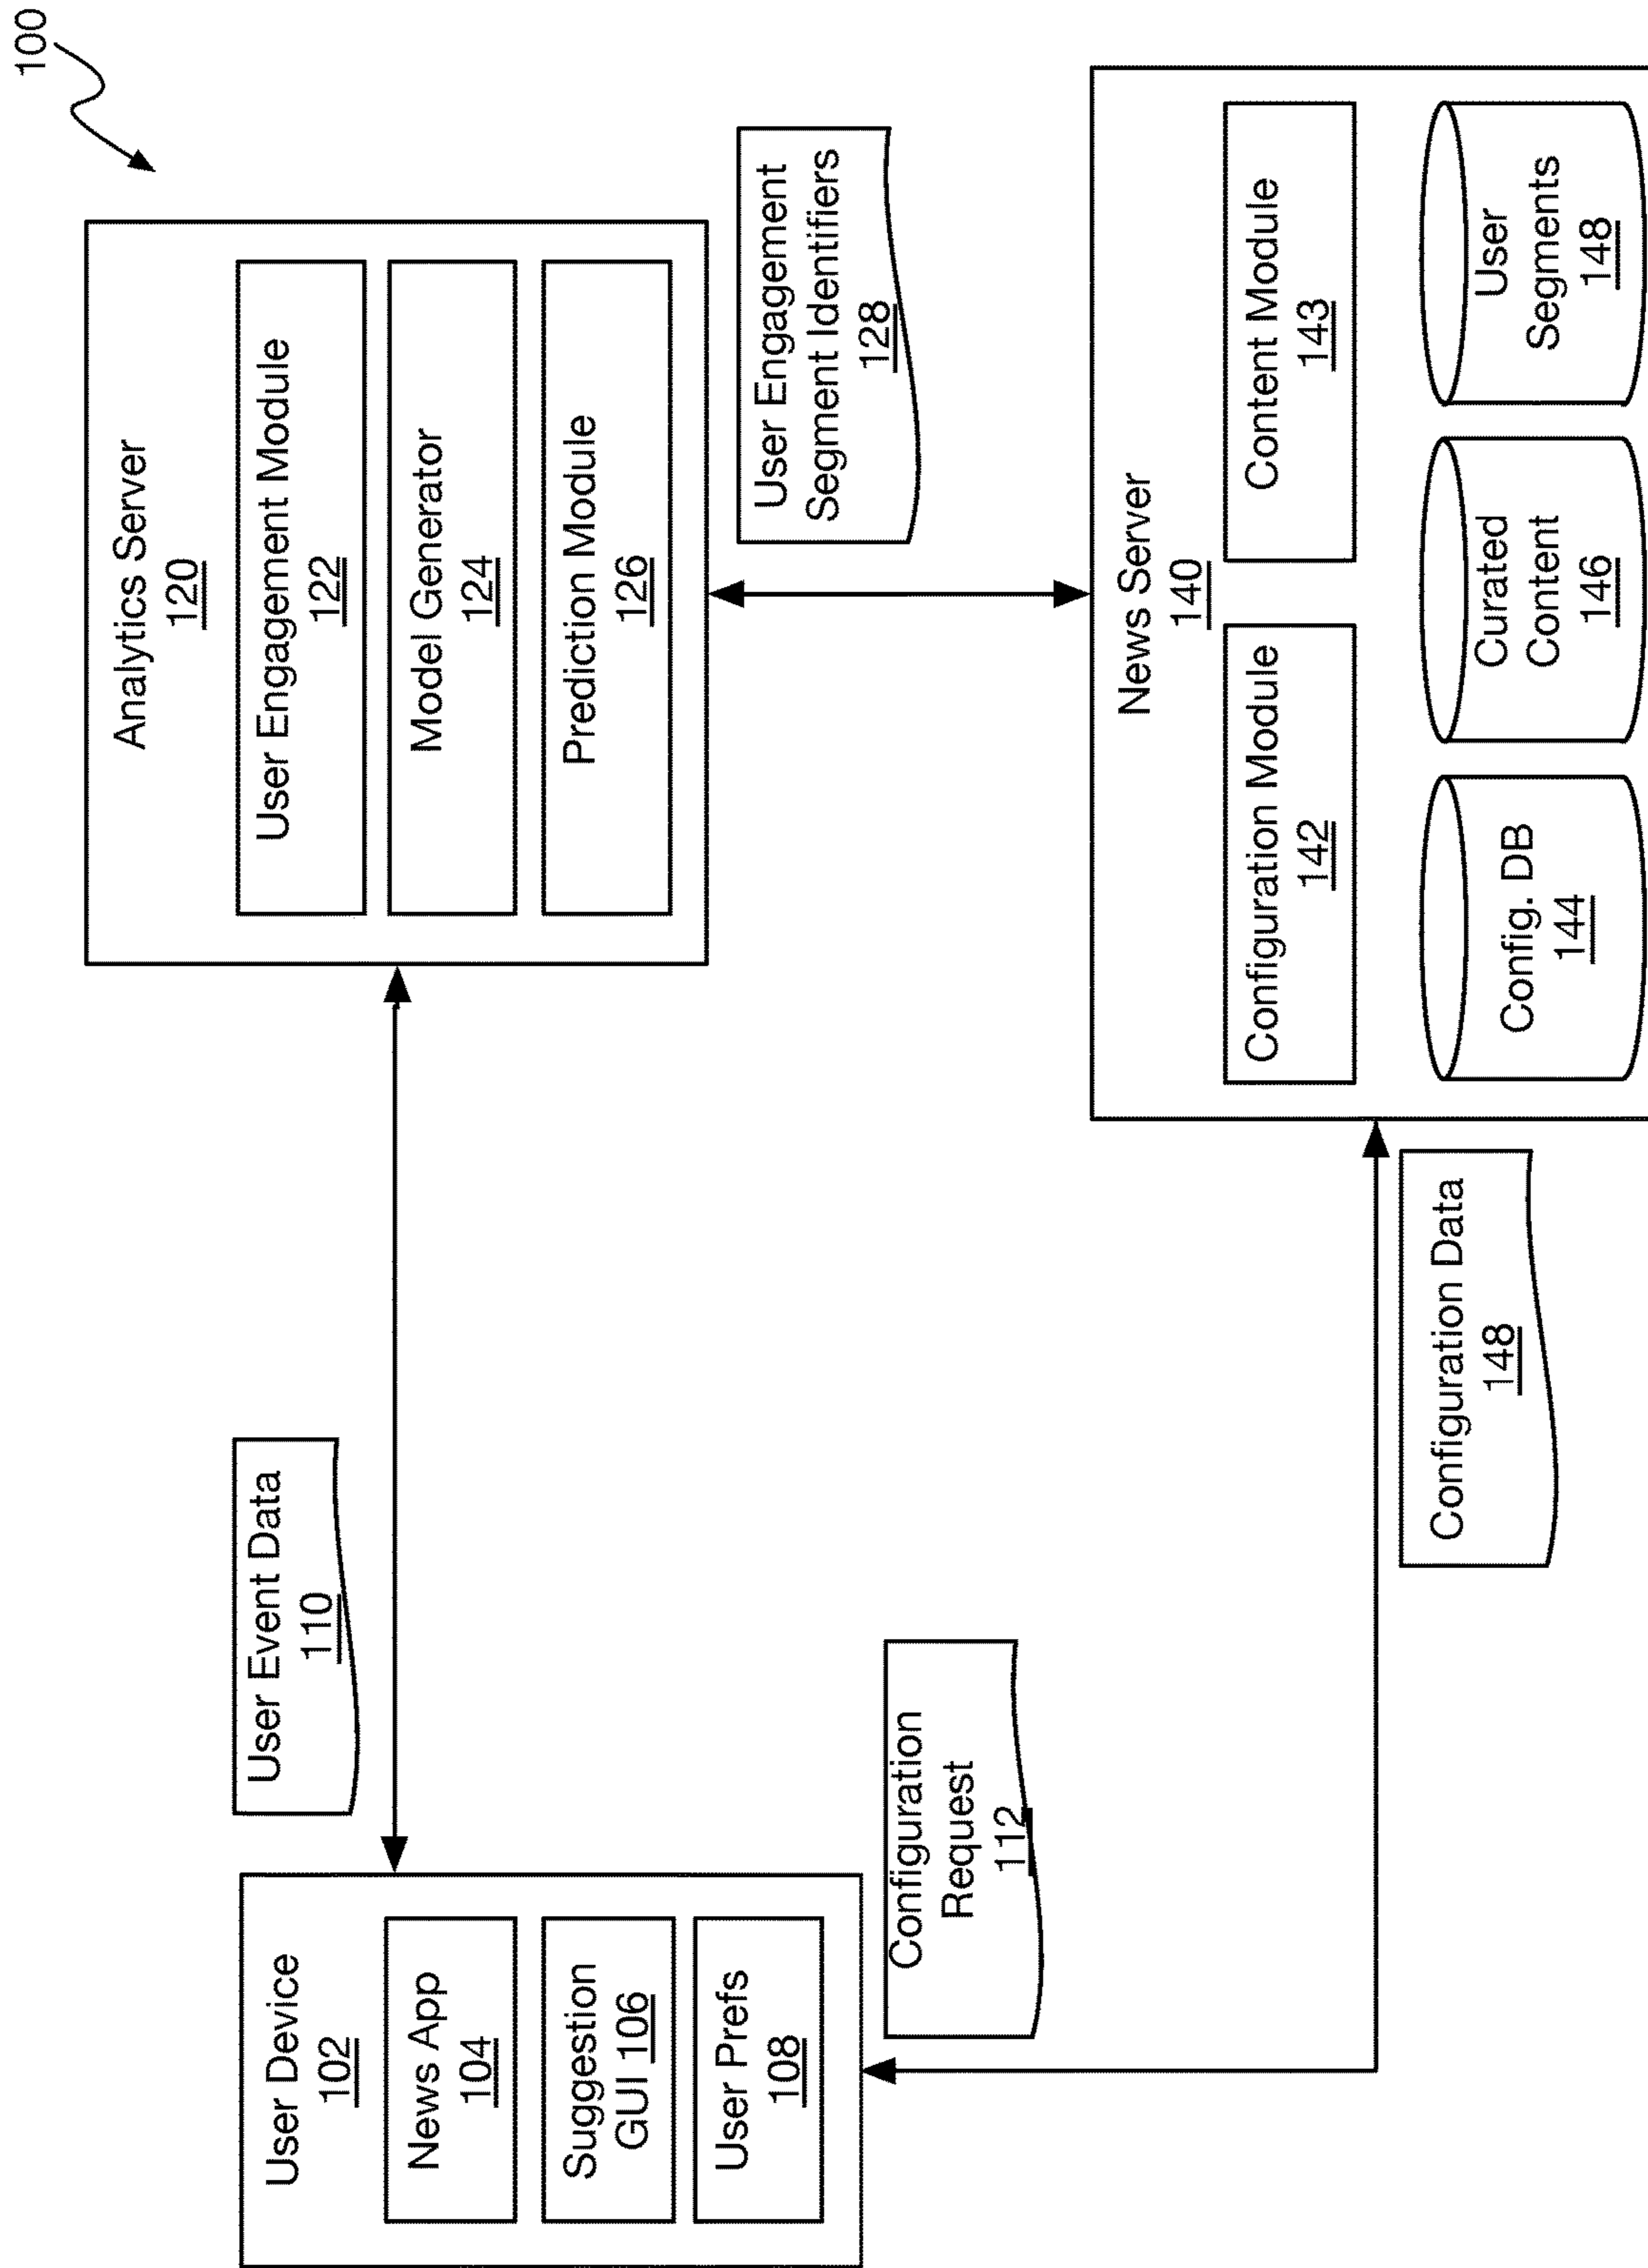 100
User Device
102
News App
104
Suggestion
GUI 106
User Prefs
108
User Event Data
110
Analytics Server
120
User Engagement Module
122
Model Generator
124
Prediction Module
126
User Engagement
Segment Identifiers
128
Configuration
Request
112
Configuration Data
148
News Server
140
Configuration Module
142
Content Module
143
Config. DB
144
Curated
Content
146
User
Segments
148